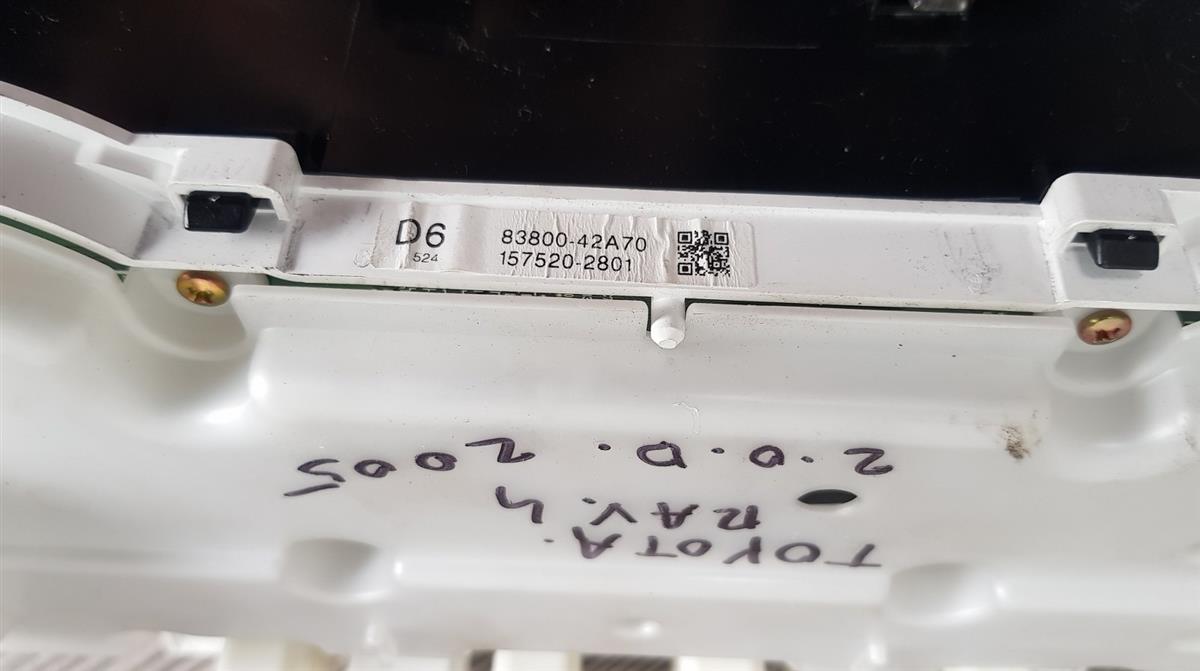 D6
524
83800-42A70
157520-2801
TOYOTA.
RAV.4
2.0.D. 2005